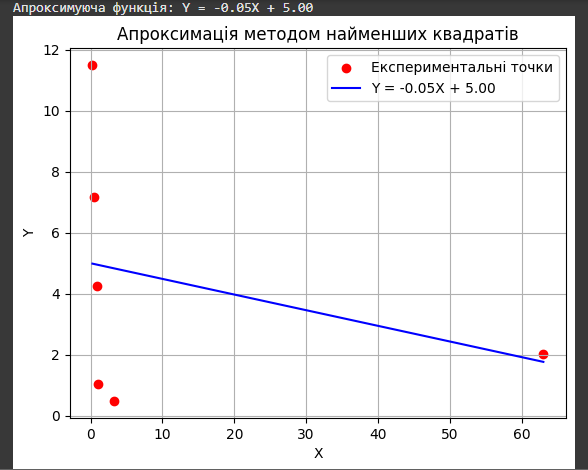 Апроксимуюча функція: Y = -0.05X + 5.00
Апроксимація методом найменших квадратів
12
10
8
6
4
2
0
Y
Експериментальні точки
Y = -0.05X + 5.00
0 10 20 30 40 50 60
X